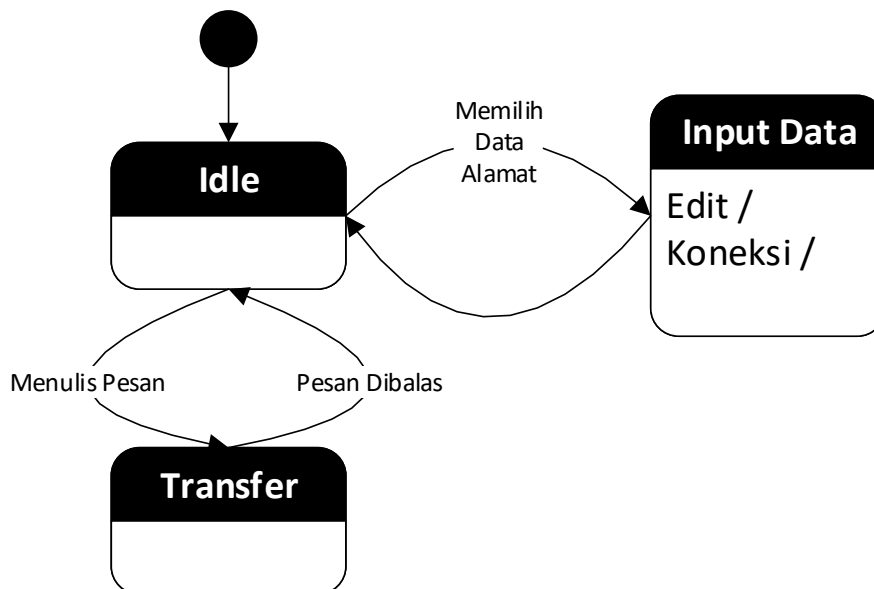 Memilih
Data
Alamat
Idle
Input Data
Edit /
Koneksi /
Menulis Pesan
Pesan Dibalas
Transfer